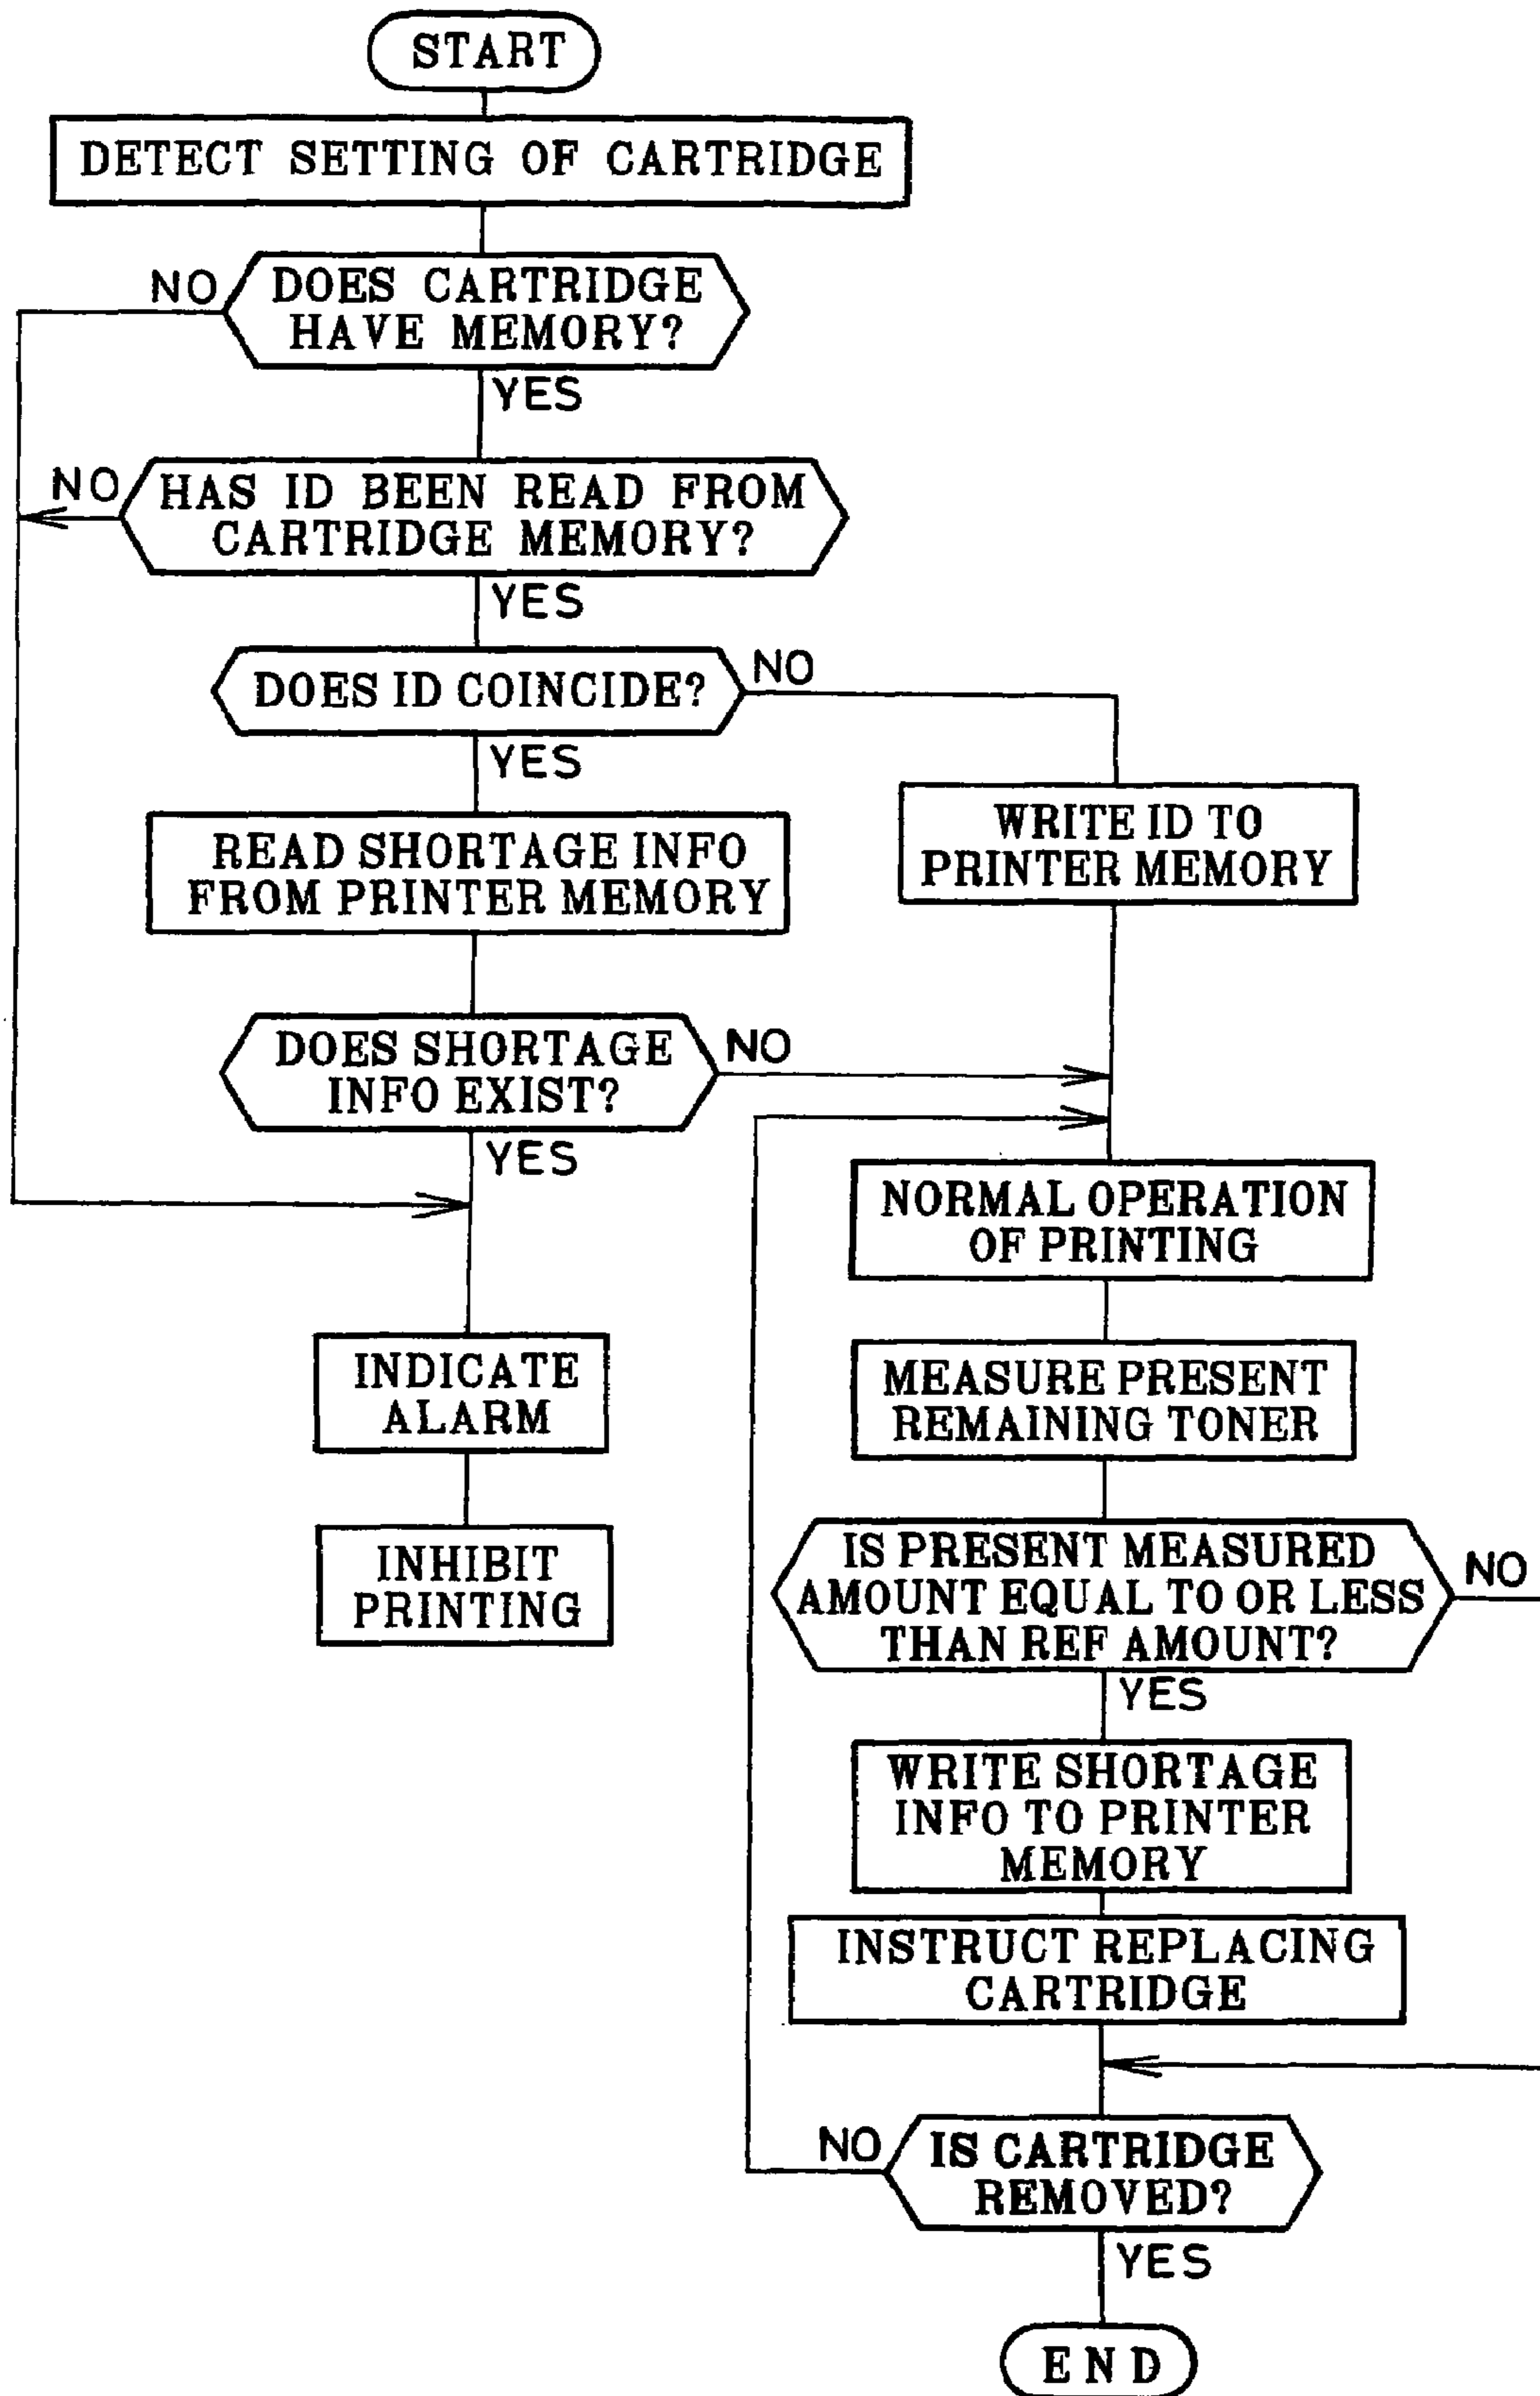 START
DETECT SETTING OF CARTRIDGE
NO
DOES CARTRIDGE
HAVE MEMORY?
YES
NO
HAS ID BEEN READ FROM
CARTRIDGE MEMORY?
YES
DOES ID COINCIDE?
NO
YES
READ SHORTAGE INFO
FROM PRINTER MEMORY
WRITE ID TO
PRINTER MEMORY
DOES SHORTAGE
INFO EXIST?
NO
YES
INDICATE
ALARM
INHIBIT
PRINTING
NORMAL OPERATION
OF PRINTING
MEASURE PRESENT
REMAINING TONER
IS PRESENT MEASURED
AMOUNT EQUAL TO OR LESS
THAN REF AMOUNT?
NO
YES
WRITE SHORTAGE
INFO TO PRINTER
MEMORY
INSTRUCT REPLACING
CARTRIDGE
NO
IS CARTRIDGE
REMOVED?
YES
END